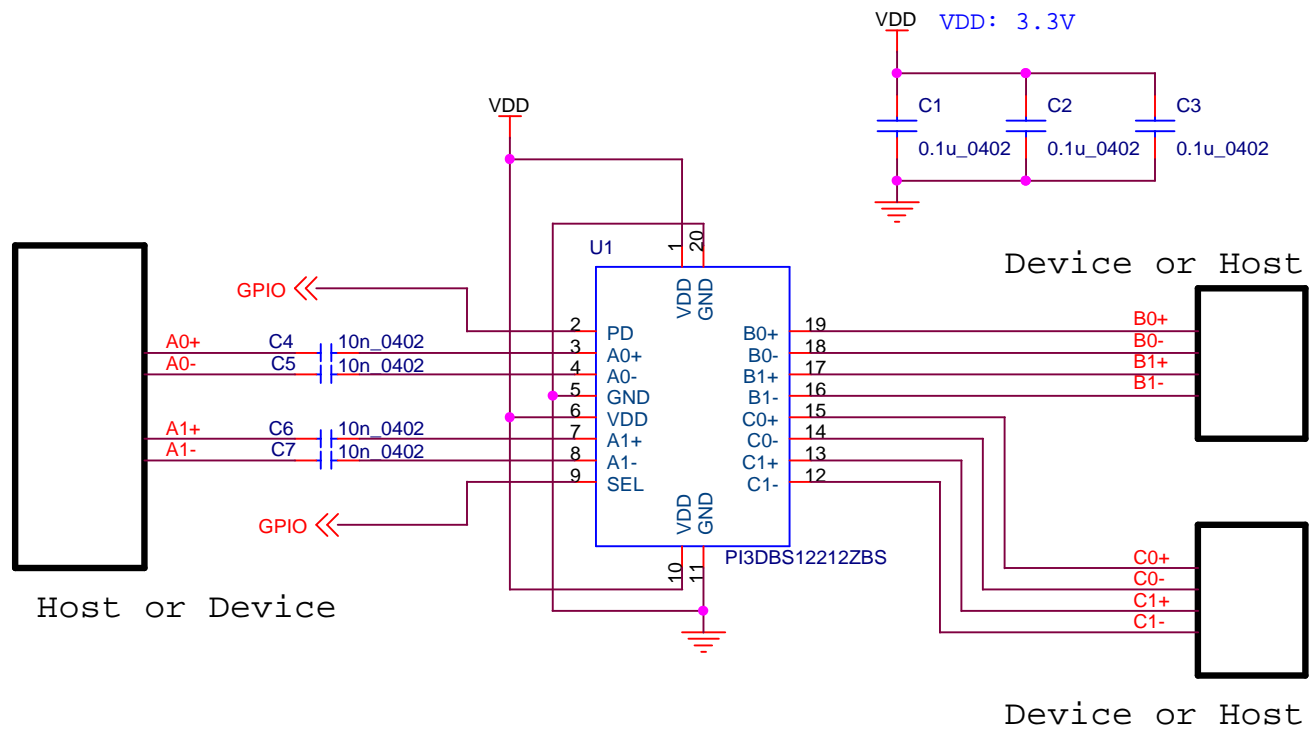 VDD VDD: 3.3V
C1 C2 C3
0.1u_0402 0.1u_0402 0.1u_0402
VDD
U1
1 20
VDD GND
Device or Host
GPIO
2 PD
A0+ C4 10n_0402 3 A0+
A0- C5 10n_0402 4 A0-
5 GND
6 VDD
A1+ C6 10n_0402 7 A1+
A1- C7 10n_0402 8 A1-
9 SEL
GPIO
B0+ 19 B0+
B0- 18 B0-
B1+ 17 B1+
B1- 16 B1-
C0+ 15
C0- 14
C1+ 13
C1- 12
VDD GND
10 11
PI3DBS12212ZBS
C0+
C0-
C1+
C1-
Host or Device
Device or Host